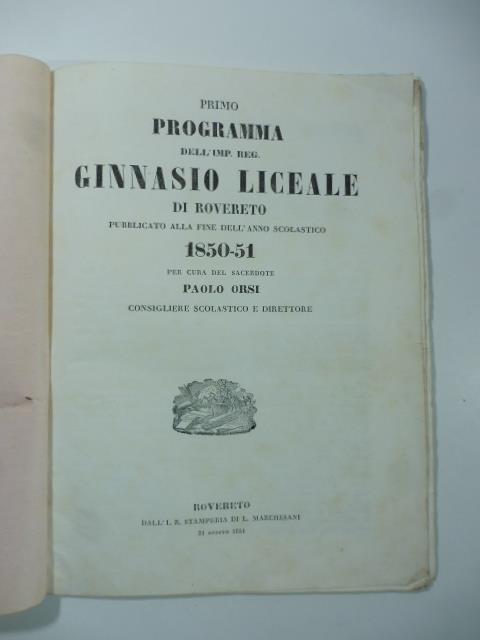 PRIMO
PROGRAMMA
DELL'IMP. REG.
GINNASIO LICEALE
DI ROVERETO
PUBBLICATO ALLA FINE DELL'ANNO SCOLASTICO
1850-51
PER CURA DEL SACERDOTE
PAOLO ORSI
CONSIGLIERE SCOLASTICO E DIRETTORE
ROVERETO
DALL'I. R. STAMPERIA DI L. MARCHESANI
1851